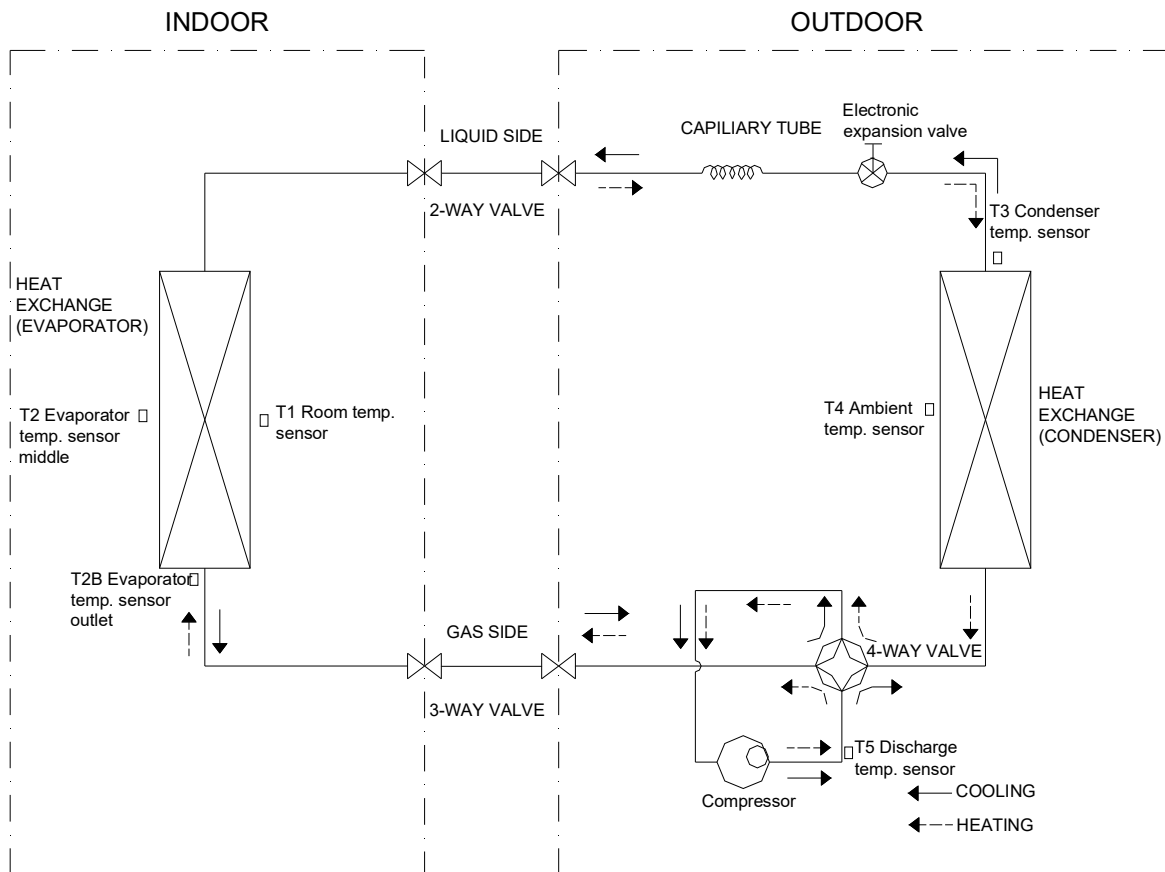 INDOOR
OUTDOOR
LIQUID SIDE
2-WAY VALVE
CAPILIARY TUBE
Electronic
expansion valve
T3 Condenser
temp. sensor
HEAT
EXCHANGE
(EVAPORATOR)
T2 Evaporator
temp. sensor
middle
T1 Room temp.
sensor
T4 Ambient
temp. sensor
HEAT
EXCHANGE
(CONDENSER)
T2B Evaporator
temp. sensor
outlet
GAS SIDE
3-WAY VALVE
4-WAY VALVE
T5 Discharge
temp. sensor
Compressor
COOLING
HEATING